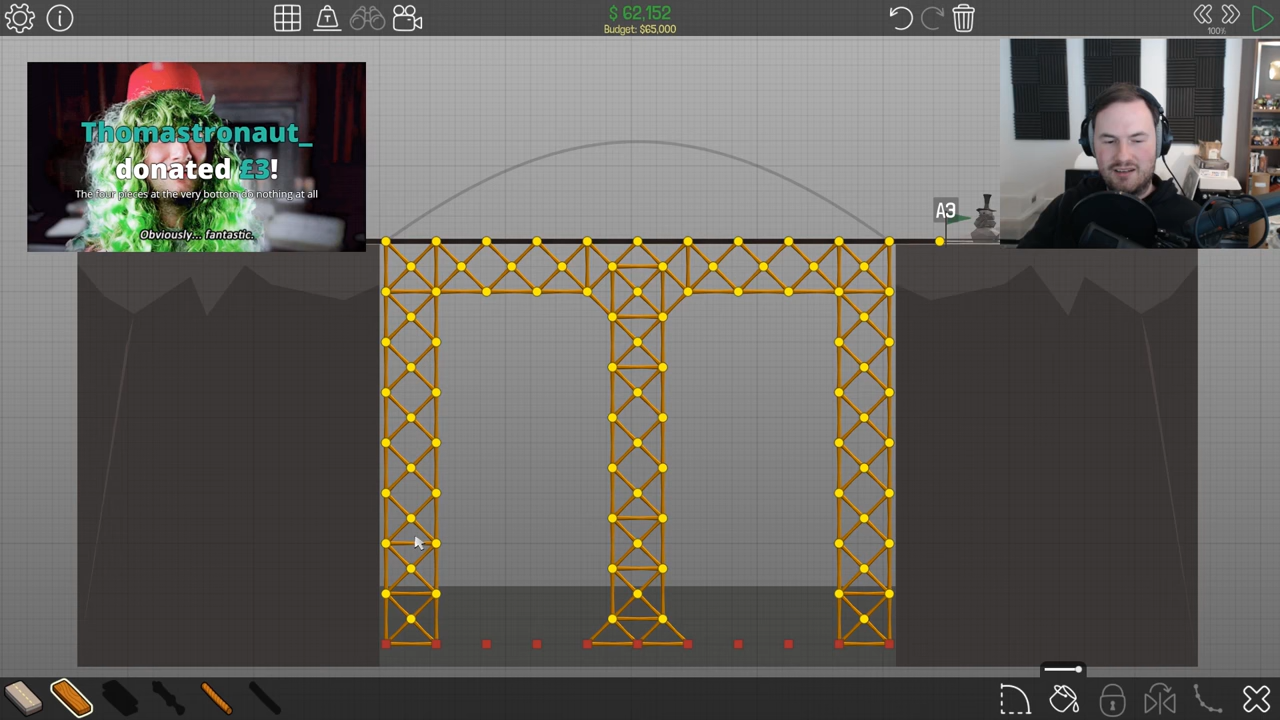 $ 62,152
Budget: $65,000
100%
Thomastronaut_
donated £3!
The four pieces at the very bottom do nothing at all
Obviously... fantastic.
A3
T